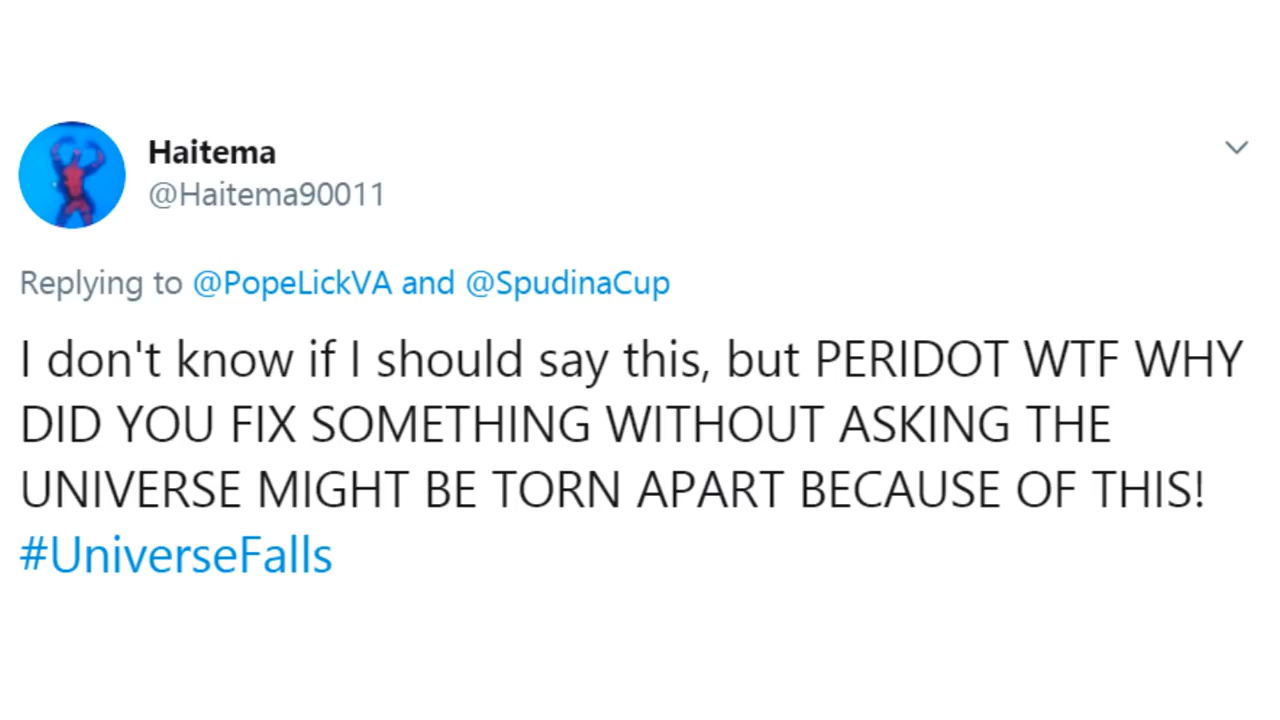 Haitema
@Haitema90011
Replying to @PopeLickVA and @SpudinaCup
I don't know if I should say this, but PERIDOT WTF WHY
DID YOU FIX SOMETHING WITHOUT ASKING THE
UNIVERSE MIGHT BE TORN APART BECAUSE OF THIS!
#UniverseFalls